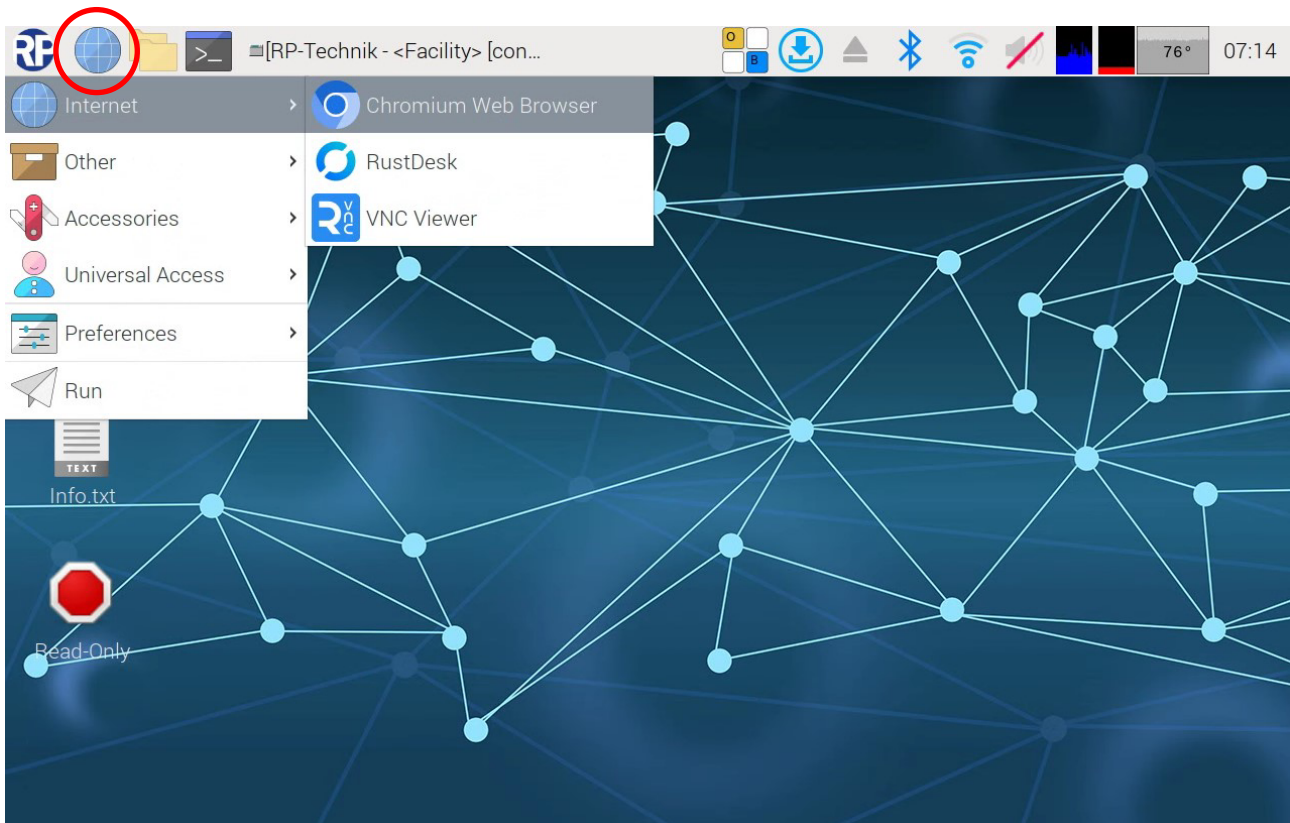 RP
>_
[RP-Technik - <Facility> [con...
O
B
76°
07:14
Internet
Chromium Web Browser
Other
RustDesk
Accessories
VNC Viewer
VNC
Universal Access
Preferences
Run
TEXT
Info.txt
Read-Only